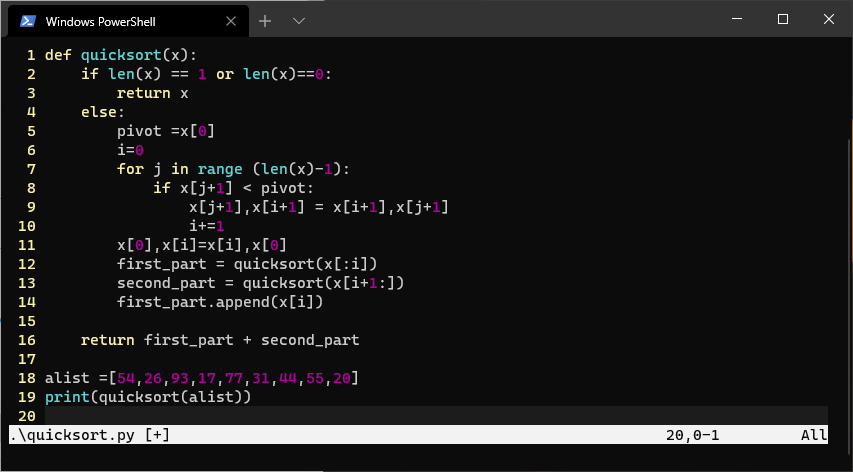 Windows PowerShell
1 def quicksort(x):
2     if len(x) == 1 or len(x)==0:
3         return x
4     else:
5         pivot =x[0]
6         i=0
7         for j in range (len(x)-1):
8             if x[j+1] < pivot:
9                 x[j+1],x[i+1] = x[i+1],x[j+1]
10                 i+=1
11         x[0],x[i]=x[i],x[0]
12         first_part = quicksort(x[:i])
13         second_part = quicksort(x[i+1:])
14         first_part.append(x[i])
15
16     return first_part + second_part
17
18 alist =[54,26,93,17,77,31,44,55,20]
19 print(quicksort(alist))
20
.\quicksort.py [+] 20,0-1 All